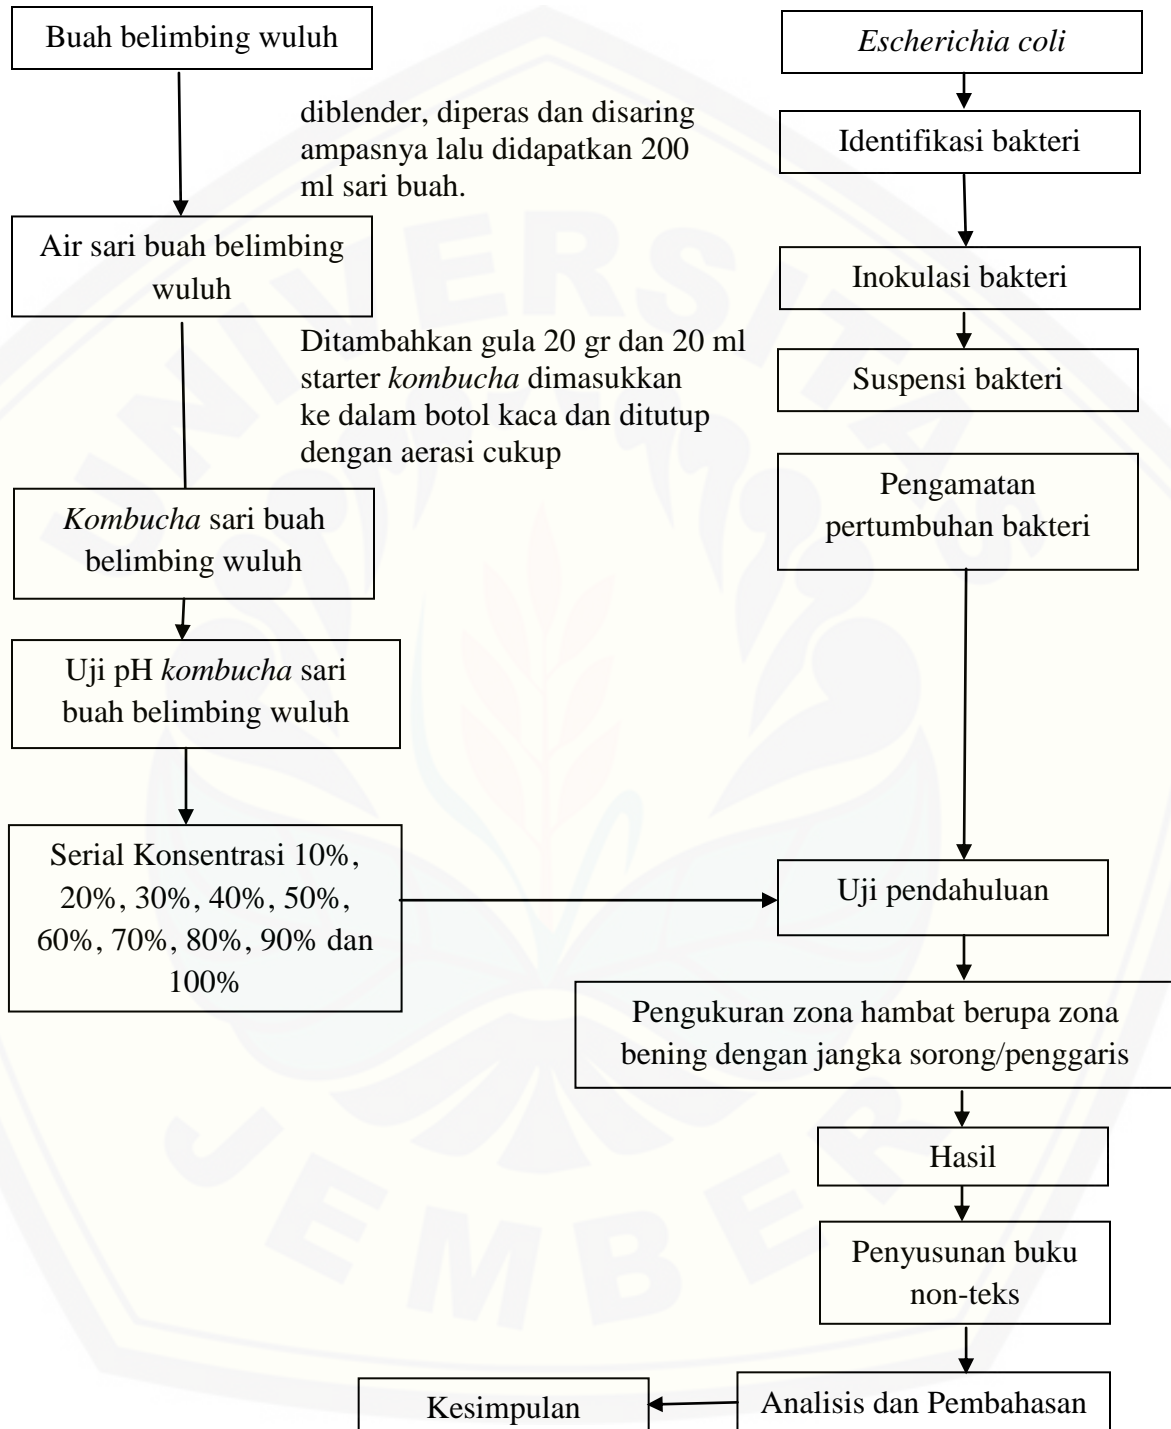 Buah belimbing wuluh
diblender, diperas dan disaring
ampasnya lalu didapatkan 200
ml sari buah.
Air sari buah belimbing
wuluh
Ditambahkan gula 20 gr dan 20 ml
starter kombucha dimasukkan
ke dalam botol kaca dan ditutup
dengan aerasi cukup
Kombucha sari buah
belimbing wuluh
Uji pH kombucha sari
buah belimbing wuluh
Serial Konsentrasi 10%,
20%, 30%, 40%, 50%,
60%, 70%, 80%, 90% dan
100%
Escherichia coli
Identifikasi bakteri
Inokulasi bakteri
Suspensi bakteri
Pengamatan
pertumbuhan bakteri
Uji pendahuluan
Pengukuran zona hambat berupa zona
bening dengan jangka sorong/penggaris
Hasil
Penyusunan buku
non-teks
Analisis dan Pembahasan
Kesimpulan
UNIVERSITAS
JEMBER